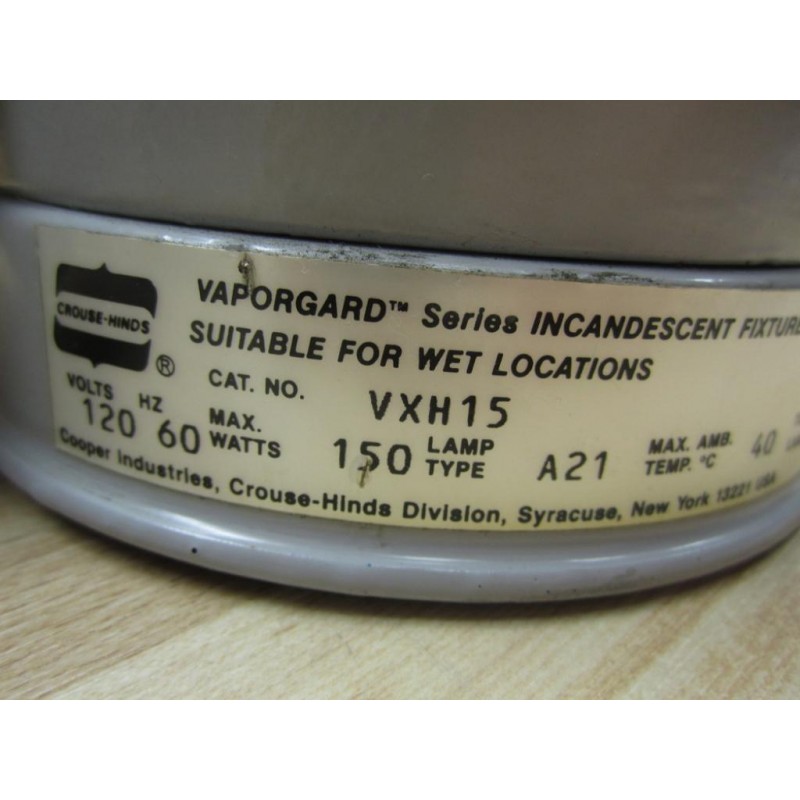 CROUSE-HINDS
®
VAPORGARD™ Series INCANDESCENT FIXTURE
SUITABLE FOR WET LOCATIONS
CAT. NO. VXH15
VOLTS HZ MAX. WATTS LAMP TYPE MAX. AMB. TEMP. °C
120 60 150 A21 40
Cooper Industries, Crouse-Hinds Division, Syracuse, New York 13221 USA